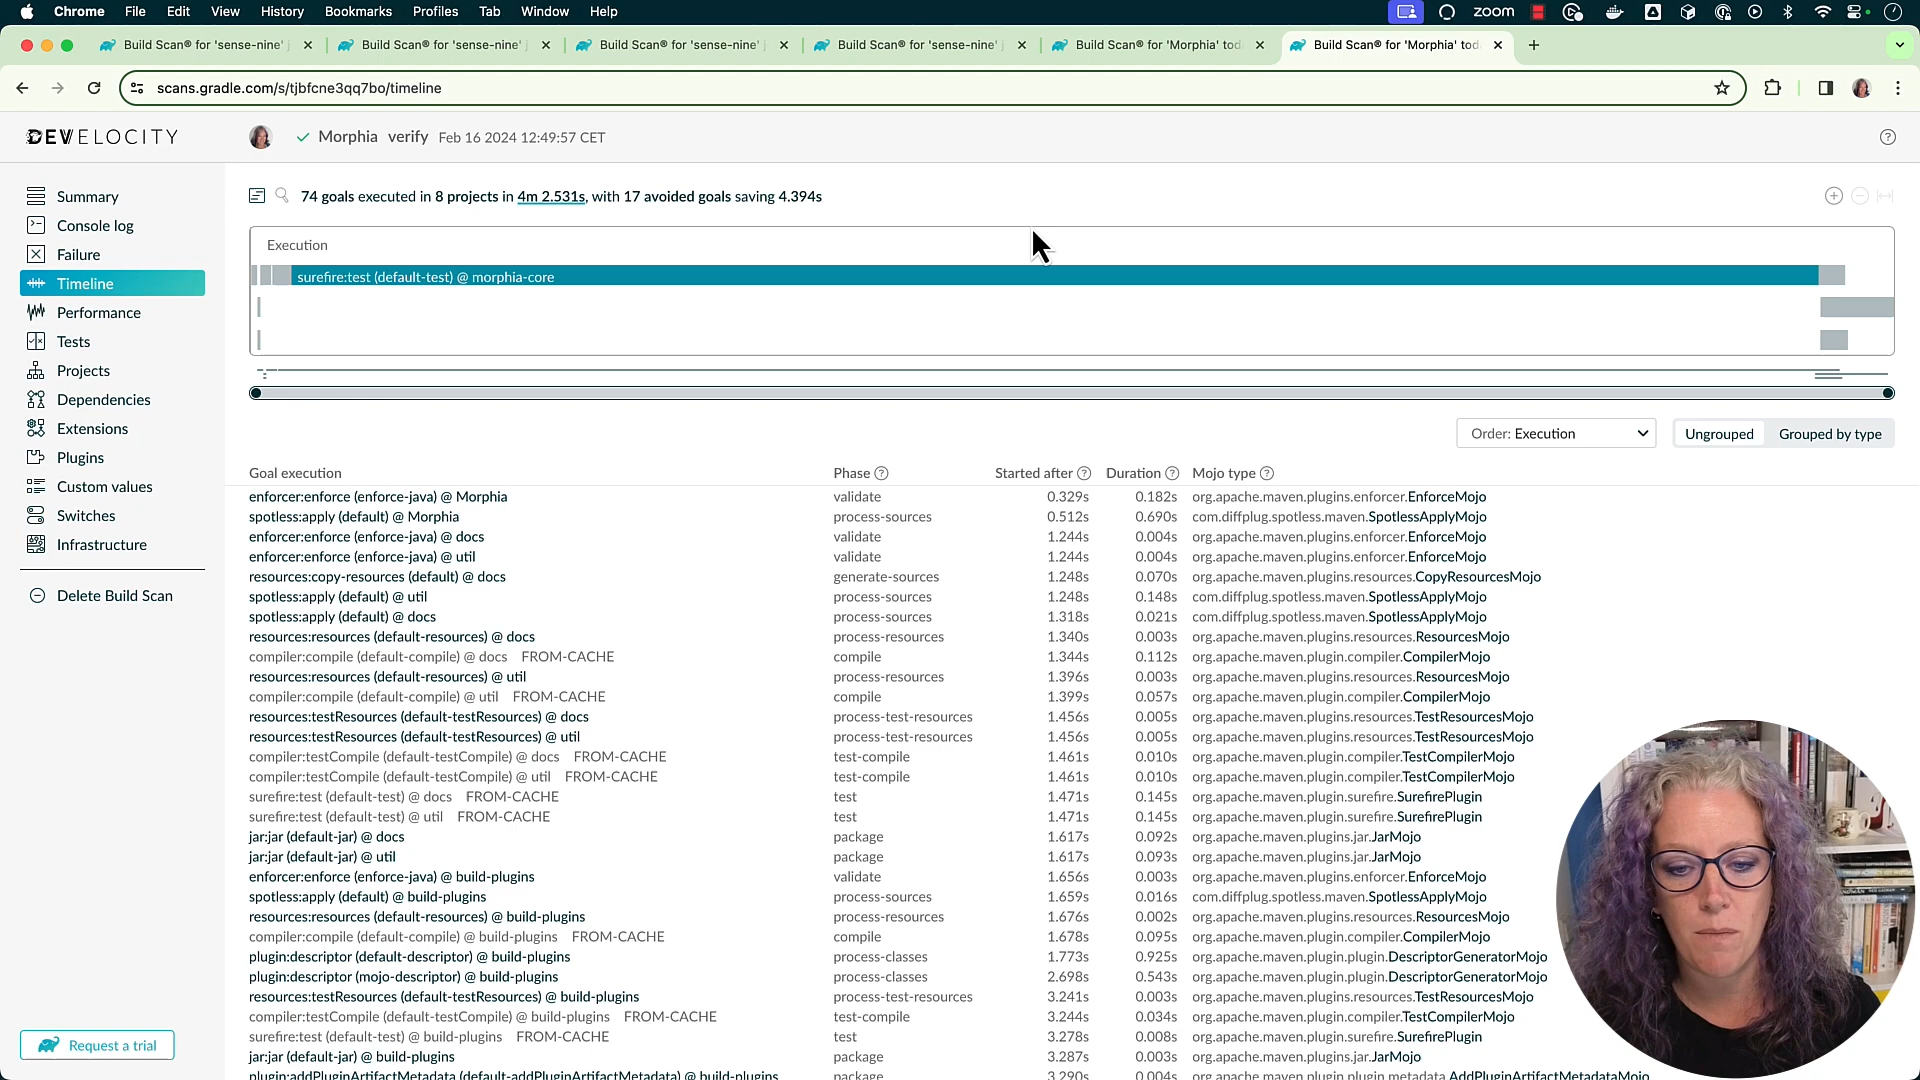 Chrome File Edit View History Bookmarks Profiles Tab Window Help zoom
Build Scan® for 'sense-nine' Build Scan® for 'sense-nine' Build Scan® for 'sense-nine' Build Scan® for 'sense-nine' Build Scan® for 'Morphia' tod Build Scan® for 'Morphia' tod
scans.gradle.com/s/tjbfcne3qq7bo/timeline
DEVELOCITY
Morphia verify Feb 16 2024 12:49:57 CET
Summary
Console log
Failure
Timeline
Performance
Tests
Projects
Dependencies
Extensions
Plugins
Custom values
Switches
Infrastructure
Delete Build Scan
Request a trial
74 goals executed in 8 projects in 4m 2.531s, with 17 avoided goals saving 4.394s
Execution
surefire:test (default-test) @ morphia-core
Order: Execution Ungrouped Grouped by type
Goal execution Phase Started after Duration Mojo type
enforcer:enforce (enforce-java) @ Morphia validate 0.329s 0.182s org.apache.maven.plugins.enforcer.EnforceMojo
spotless:apply (default) @ Morphia process-sources 0.512s 0.690s com.diffplug.spotless.maven.SpotlessApplyMojo
enforcer:enforce (enforce-java) @ docs validate 1.244s 0.004s org.apache.maven.plugins.enforcer.EnforceMojo
enforcer:enforce (enforce-java) @ util validate 1.244s 0.004s org.apache.maven.plugins.enforcer.EnforceMojo
resources:copy-resources (default) @ docs generate-sources 1.248s 0.070s org.apache.maven.plugins.resources.CopyResourcesMojo
spotless:apply (default) @ util process-sources 1.248s 0.148s com.diffplug.spotless.maven.SpotlessApplyMojo
spotless:apply (default) @ docs process-sources 1.318s 0.021s com.diffplug.spotless.maven.SpotlessApplyMojo
resources:resources (default-resources) @ docs process-resources 1.340s 0.003s org.apache.maven.plugins.resources.ResourcesMojo
compiler:compile (default-compile) @ docs FROM-CACHE compile 1.344s 0.112s org.apache.maven.plugin.compiler.CompilerMojo
resources:resources (default-resources) @ util process-resources 1.396s 0.003s org.apache.maven.plugins.resources.ResourcesMojo
compiler:compile (default-compile) @ util FROM-CACHE compile 1.399s 0.057s org.apache.maven.plugin.compiler.CompilerMojo
resources:testResources (default-testResources) @ docs process-test-resources 1.456s 0.005s org.apache.maven.plugins.resources.TestResourcesMojo
resources:testResources (default-testResources) @ util process-test-resources 1.456s 0.005s org.apache.maven.plugins.resources.TestResourcesMojo
compiler:testCompile (default-testCompile) @ docs FROM-CACHE test-compile 1.461s 0.010s org.apache.maven.plugin.compiler.TestCompilerMojo
compiler:testCompile (default-testCompile) @ util FROM-CACHE test-compile 1.461s 0.010s org.apache.maven.plugin.compiler.TestCompilerMojo
surefire:test (default-test) @ docs FROM-CACHE test 1.471s 0.145s org.apache.maven.plugin.surefire.SurefirePlugin
surefire:test (default-test) @ util FROM-CACHE test 1.471s 0.145s org.apache.maven.plugin.surefire.SurefirePlugin
jar:jar (default-jar) @ docs package 1.617s 0.092s org.apache.maven.plugins.jar.JarMojo
jar:jar (default-jar) @ util package 1.617s 0.093s org.apache.maven.plugins.jar.JarMojo
enforcer:enforce (enforce-java) @ build-plugins validate 1.656s 0.003s org.apache.maven.plugins.enforcer.EnforceMojo
spotless:apply (default) @ build-plugins process-sources 1.659s 0.016s com.diffplug.spotless.maven.SpotlessApplyMojo
resources:resources (default-resources) @ build-plugins process-resources 1.676s 0.002s org.apache.maven.plugins.resources.ResourcesMojo
compiler:compile (default-compile) @ build-plugins FROM-CACHE compile 1.678s 0.095s org.apache.maven.plugin.compiler.CompilerMojo
plugin:descriptor (default-descriptor) @ build-plugins process-classes 1.773s 0.925s org.apache.maven.plugin.plugin.DescriptorGeneratorMojo
plugin:descriptor (mojo-descriptor) @ build-plugins process-classes 2.698s 0.543s org.apache.maven.plugin.plugin.DescriptorGeneratorMojo
resources:testResources (default-testResources) @ build-plugins process-test-resources 3.241s 0.003s org.apache.maven.plugins.resources.TestResourcesMojo
compiler:testCompile (default-testCompile) @ build-plugins FROM-CACHE test-compile 3.244s 0.034s org.apache.maven.plugin.compiler.TestCompilerMojo
surefire:test (default-test) @ build-plugins FROM-CACHE test 3.278s 0.008s org.apache.maven.plugin.surefire.SurefirePlugin
jar:jar (default-jar) @ build-plugins package 3.287s 0.003s org.apache.maven.plugins.jar.JarMojo
plugin:addPluginArtifactMetadata (default-addPluginArtifactMetadata) @ build-plugins package 3.290s 0.004s org.apache.maven.plugin.plugin.metadata.AddPluginArtifactMetadataMojo